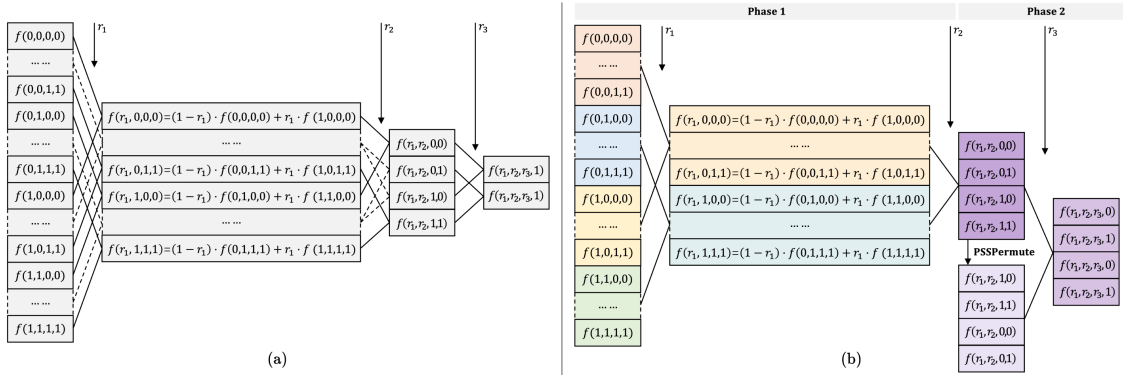 Phase 1
Phase 2
r₁
r₂
r₃
f(0,0,0,0)
... ...
f(0,0,1,1)
f(0,1,0,0)
... ...
f(0,1,1,1)
f(1,0,0,0)
... ...
f(1,0,1,1)
f(1,1,0,0)
... ...
f(1,1,1,1)
f(r₁,0,0,0)=(1−r₁)·f(0,0,0,0)+r₁·f (1,0,0,0)
... ...
f(r₁,0,1,1)=(1−r₁)·f(0,0,1,1)+r₁·f (1,0,1,1)
f(r₁,1,0,0)=(1−r₁)·f(0,1,0,0)+r₁·f (1,1,0,0)
... ...
f(r₁,1,1,1)=(1−r₁)·f(0,1,1,1)+r₁·f (1,1,1,1)
f(r₁,r₂,0,0)
f(r₁,r₂,0,1)
f(r₁,r₂,1,0)
f(r₁,r₂,1,1)
f(r₁,r₂,r₃,1)
f(r₁,r₂,r₃,1)
(a)
r₁
r₂
r₃
f(0,0,0,0)
... ...
f(0,0,1,1)
f(0,1,0,0)
... ...
f(0,1,1,1)
f(1,0,0,0)
... ...
f(1,0,1,1)
f(1,1,0,0)
... ...
f(1,1,1,1)
f(r₁,0,0,0)=(1−r₁)·f(0,0,0,0)+r₁·f (1,0,0,0)
... ...
f(r₁,0,1,1)=(1−r₁)·f(0,0,1,1)+r₁·f (1,0,1,1)
f(r₁,1,0,0)=(1−r₁)·f(0,1,0,0)+r₁·f (1,1,0,0)
... ...
f(r₁,1,1,1)=(1−r₁)·f(0,1,1,1)+r₁·f (1,1,1,1)
f(r₁,r₂,0,0)
f(r₁,r₂,0,1)
f(r₁,r₂,1,0)
f(r₁,r₂,1,1)
PSSPermute
f(r₁,r₂,1,0)
f(r₁,r₂,1,1)
f(r₁,r₂,0,0)
f(r₁,r₂,0,1)
f(r₁,r₂,r₃,0)
f(r₁,r₂,r₃,1)
f(r₁,r₂,r₃,0)
f(r₁,r₂,r₃,1)
(b)